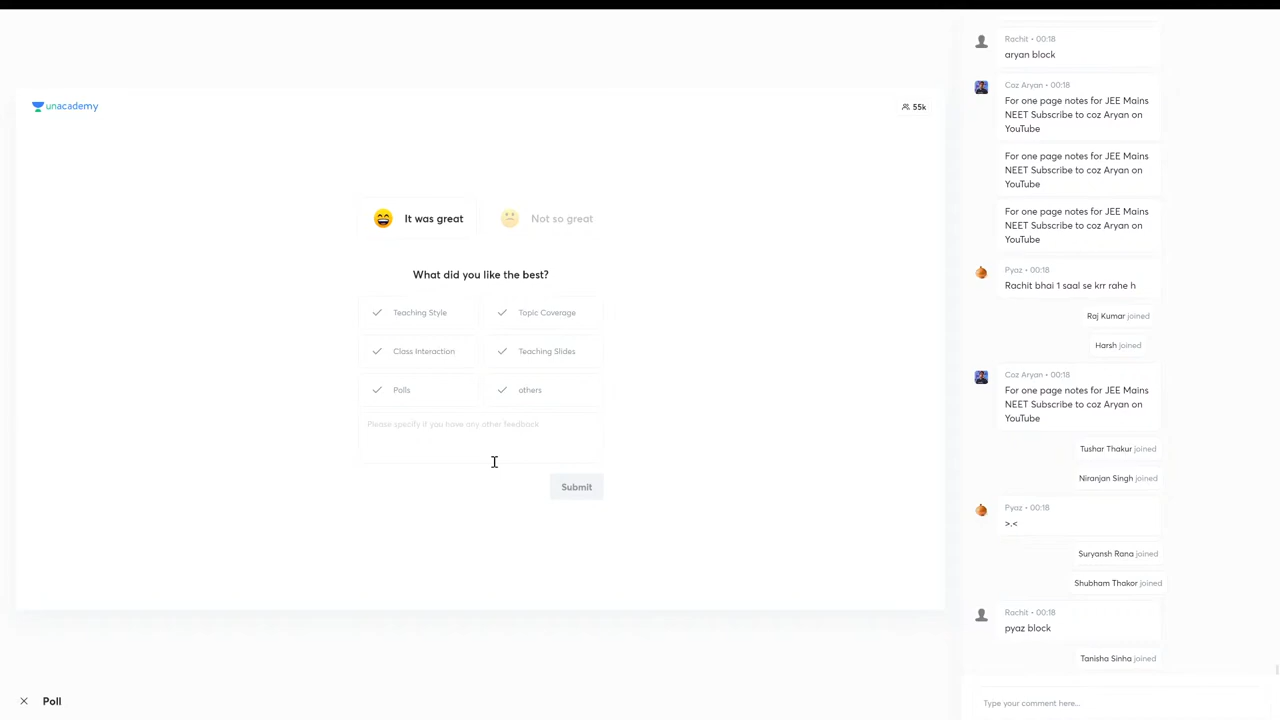 unacademy
55k
It was great
Not so great
What did you like the best?
Teaching Style
Topic Coverage
Class Interaction
Teaching Slides
Polls
others
Please specify if you have any other feedback
Submit
Poll
Rachit • 00:18
aryan block
Coz Aryan • 00:18
For one page notes for JEE Mains
NEET Subscribe to coz Aryan on
YouTube
For one page notes for JEE Mains
NEET Subscribe to coz Aryan on
YouTube
For one page notes for JEE Mains
NEET Subscribe to coz Aryan on
YouTube
Pyaz • 00:18
Rachit bhai 1 saal se krr rahe h
Raj Kumar joined
Harsh joined
Coz Aryan • 00:18
For one page notes for JEE Mains
NEET Subscribe to coz Aryan on
YouTube
Tushar Thakur joined
Niranjan Singh joined
Pyaz • 00:18
>.<
Suryansh Rana joined
Shubham Thakor joined
Rachit • 00:18
pyaz block
Tanisha Sinha joined
Type your comment here...